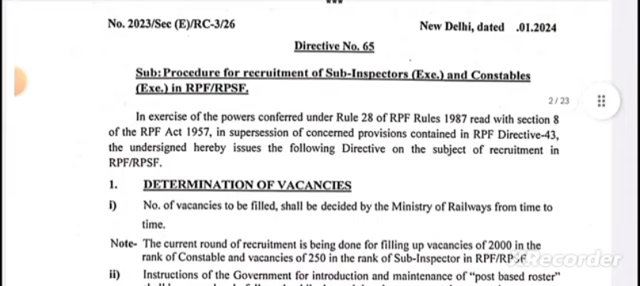 No. 2023/Sec (E)/RC-3/26
New Delhi, dated .01.2024
Directive No. 65
Sub: Procedure for recruitment of Sub-Inspectors (Exe.) and Constables
(Exe.) in RPF/RPSF.
2/23
In exercise of the powers conferred under Rule 28 of RPF Rules 1987 read with section 8
of the RPF Act 1957, in supersession of concerned provisions contained in RPF Directive-43,
the undersigned hereby issues the following Directive on the subject of recruitment in
RPF/RPSF.
1. DETERMINATION OF VACANCIES
i) No. of vacancies to be filled, shall be decided by the Ministry of Railways from time to
time.
Note- The current round of recruitment is being done for filling up vacancies of 2000 in the
rank of Constable and vacancies of 250 in the rank of Sub-Inspector in RPF/RPSF
Recorder
ii) Instructions of the Government for introduction and maintenance of "post based roster"